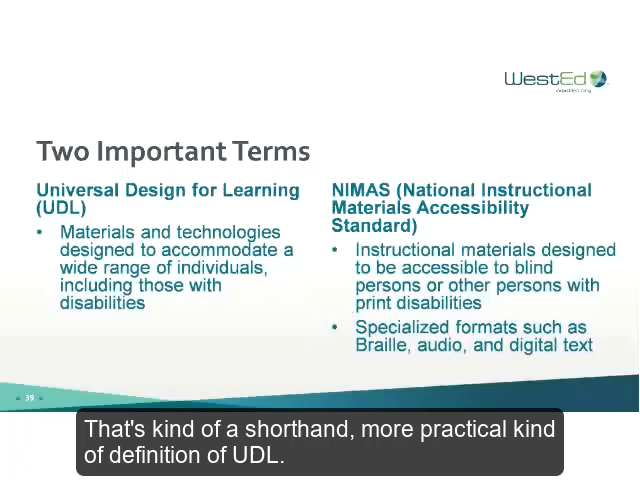 WestEd
WestEd.org
Two Important Terms
Universal Design for Learning
(UDL)
• Materials and technologies
designed to accommodate a
wide range of individuals,
including those with
disabilities
NIMAS (National Instructional
Materials Accessibility
Standard)
• Instructional materials designed
to be accessible to blind
persons or other persons with
print disabilities
• Specialized formats such as
Braille, audio, and digital text
39
That's kind of a shorthand, more practical kind
of definition of UDL.